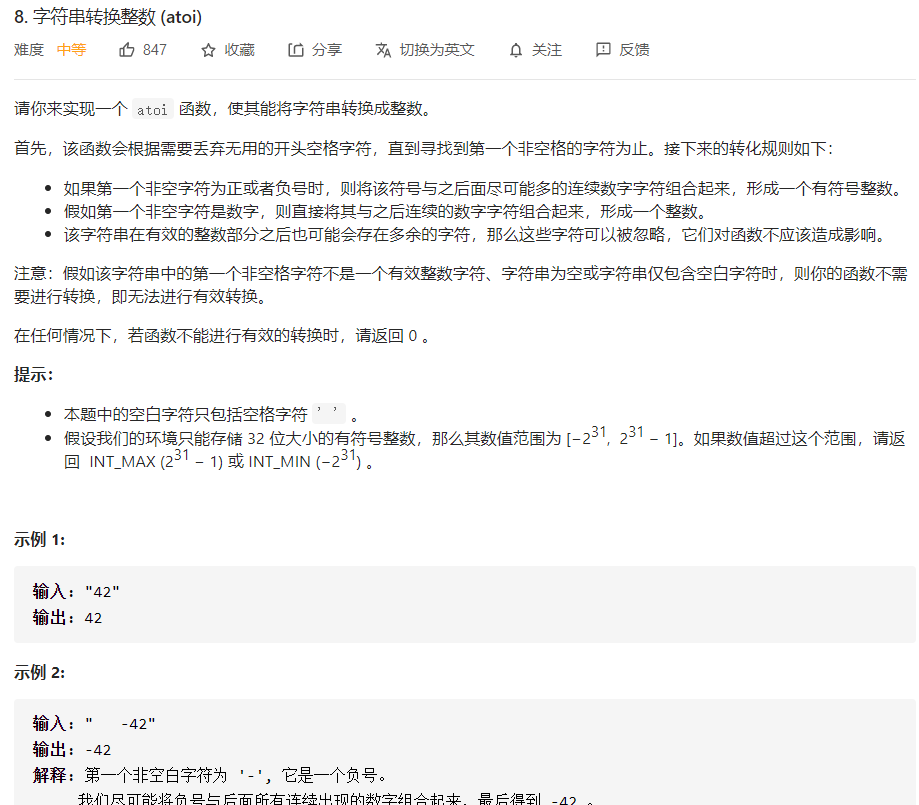 8. 字符串转换整数 (atoi)
难度 中等 847 收藏 分享 切换为英文 关注 反馈
请你来实现一个 atoi 函数，使其能将字符串转换成整数。
首先，该函数会根据需要丢弃无用的开头空格字符，直到寻找到第一个非空格的字符为止。接下来的转化规则如下：
• 如果第一个非空字符为正或者负号时，则将该符号与之后面尽可能多的连续数字字符组合起来，形成一个有符号整数。
• 假如第一个非空字符是数字，则直接将其与之后连续的数字字符组合起来，形成一个整数。
• 该字符串在有效的整数部分之后也可能会存在多余的字符，那么这些字符可以被忽略，它们对函数不应该造成影响。
注意：假如该字符串中的第一个非空格字符不是一个有效整数字符、字符串为空或字符串仅包含空白字符时，则你的函数不需
要进行转换，即无法进行有效转换。
在任何情况下，若函数不能进行有效的转换时，请返回 0 。
提示：
• 本题中的空白字符只包括空格字符 ' ' 。
• 假设我们的环境只能存储 32 位大小的有符号整数，那么其数值范围为 [−2³¹, 2³¹ − 1]。如果数值超过这个范围，请返
回 INT_MAX (2³¹ − 1) 或 INT_MIN (−2³¹) 。
示例 1:
输入: "42"
输出: 42
示例 2:
输入: "   -42"
输出: -42
解释: 第一个非空白字符为 '-', 它是一个负号。
我们尽可能将负号与后面所有连续出现的数字组合起来，最后得到 -42 。